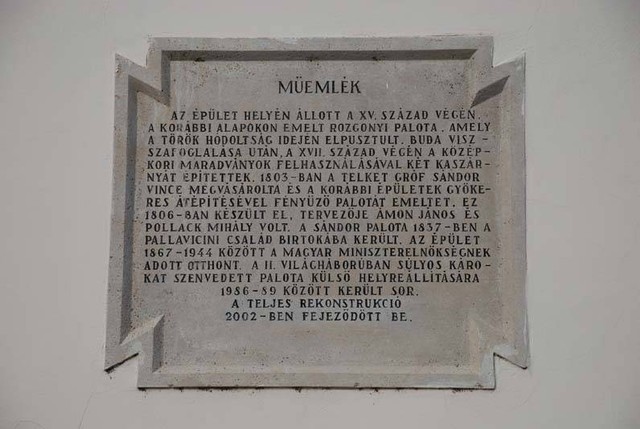 MŰEMLÉK
AZ ÉPÜLET HELYÉN ÁLLOTT A XV. SZÁZAD VÉGÉN,
A KORÁBBI ALAPOKON EMELT ROZGONYI PALOTA, AMELY
A TÖRÖK HÓDOLTSÁG IDEJÉN ELPUSZTULT. BUDA VISZ-
SZAFOGLALÁSA UTÁN, A XVII. SZÁZAD VÉGÉN A KÖZÉP-
KORI MARADVÁNYOK FELHASZNÁLÁSÁVAL KÉT KASZÁR-
NYÁT ÉPÍTETTEK. 1803-BAN A TELKET GRÓF SÁNDOR
VINCE MEGVÁSÁROLTA ÉS A KORÁBBI ÉPÜLETEK GYÖKE-
RES ÁTÉPÍTÉSÉVEL FÉNYŰZŐ PALOTÁT EMELTET. EZ
1806-BAN KÉSZÜLT EL, TERVEZŐJE ÁMON JÁNOS ÉS
POLLACK MIHÁLY VOLT. A SÁNDOR PALOTA 1837-BEN A
PALLAVICINI CSALÁD BIRTOKÁBA KERÜLT. AZ ÉPÜLET
1867-1944 KÖZÖTT A MAGYAR MINISZTERELNÖKSÉGNEK
ADOTT OTTHONT. A II. VILÁGHÁBORÚBAN SÚLYOS KÁRO-
KAT SZENVEDETT PALOTA KÜLSŐ HELYREÁLLÍTÁSÁRA
1986-89 KÖZÖTT KERÜLT SOR.
A TELJES REKONSTRUKCIÓ
2002-BEN FEJEZŐDÖTT BE.